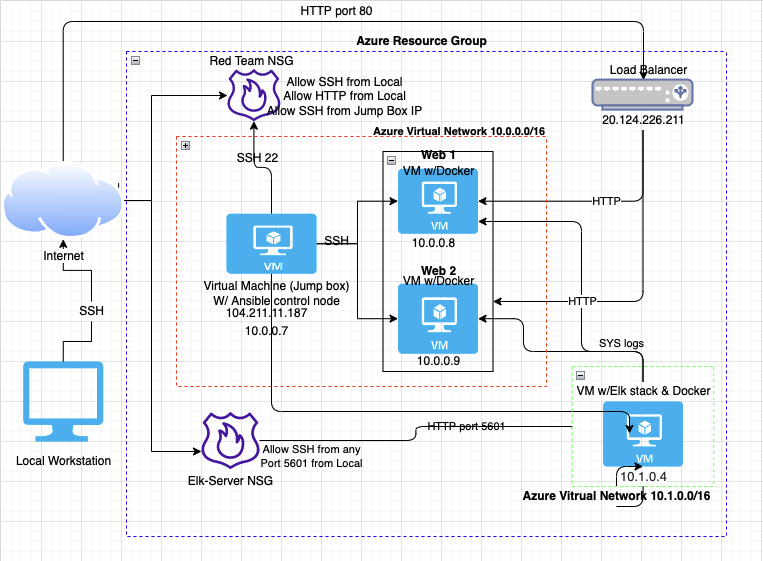 HTTP port 80
Azure Resource Group
Red Team NSG
Allow SSH from Local
Allow HTTP from Local
Allow SSH from Jump Box IP
Load Balancer
20.124.226.211
Azure Virtual Network 10.0.0.0/16
SSH 22
Web 1
VM w/Docker
VM
10.0.0.8
HTTP
SSH
VM
Internet
Virtual Machine (Jump box)
W/ Ansible control node
104.211.11.187
10.0.0.7
Web 2
VM w/Docker
VM
10.0.0.9
HTTP
SSH
SYS logs
VM w/Elk stack & Docker
VM
10.1.0.4
Local Workstation
HTTP port 5601
Allow SSH from any
Port 5601 from Local
Elk-Server NSG
Azure Vitrual Network 10.1.0.0/16